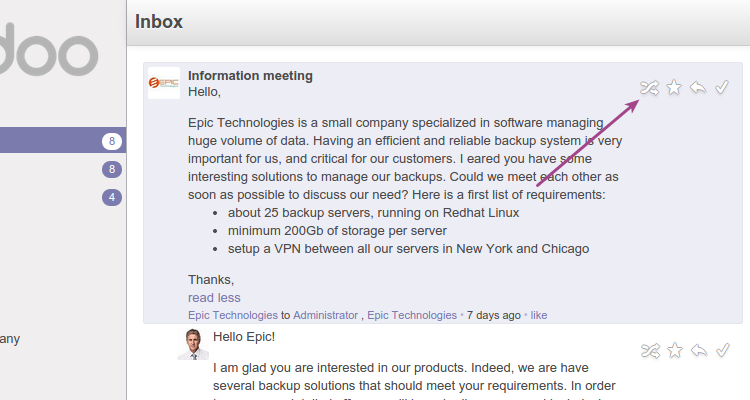 doo
Inbox
Information meeting
Hello,
EPIC
Epic Technologies is a small company specialized in software managing
huge volume of data. Having an efficient and reliable backup system is very
important for us, and critical for our customers. I eared you have some
interesting solutions to manage our backups. Could we meet each other as
soon as possible to discuss our need? Here is a first list of requirements:
• about 25 backup servers, running on Redhat Linux
• minimum 200Gb of storage per server
• setup a VPN between all our servers in New York and Chicago
Thanks,
read less
Epic Technologies to Administrator , Epic Technologies • 7 days ago • like
8
8
4
any
Hello Epic!
I am glad you are interested in our products. Indeed, we are have
several backup solutions that should meet your requirements. In order